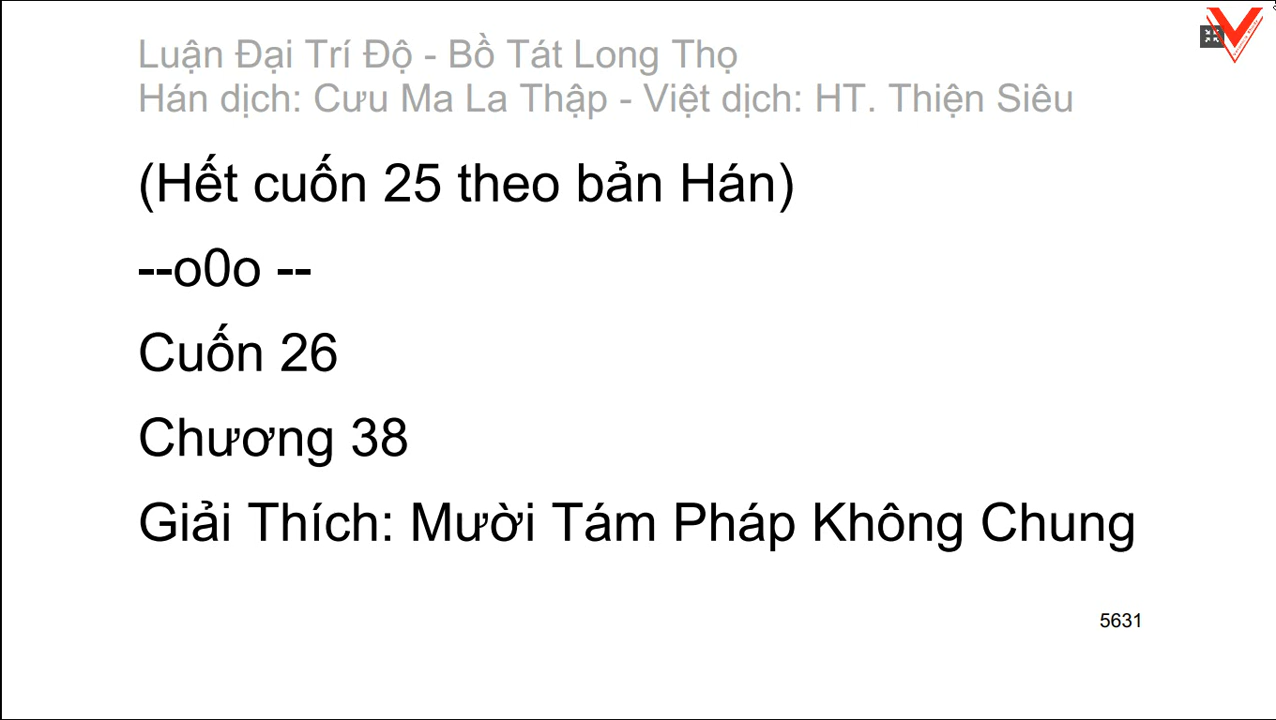 Luận Đại Trí Độ - Bồ Tát Long Thọ
Hán dịch: Cưu Ma La Thập - Việt dịch: HT. Thiện Siêu
(Hết cuốn 25 theo bản Hán)
--o0o --
Cuốn 26
Chương 38
Giải Thích: Mười Tám Pháp Không Chung
5631